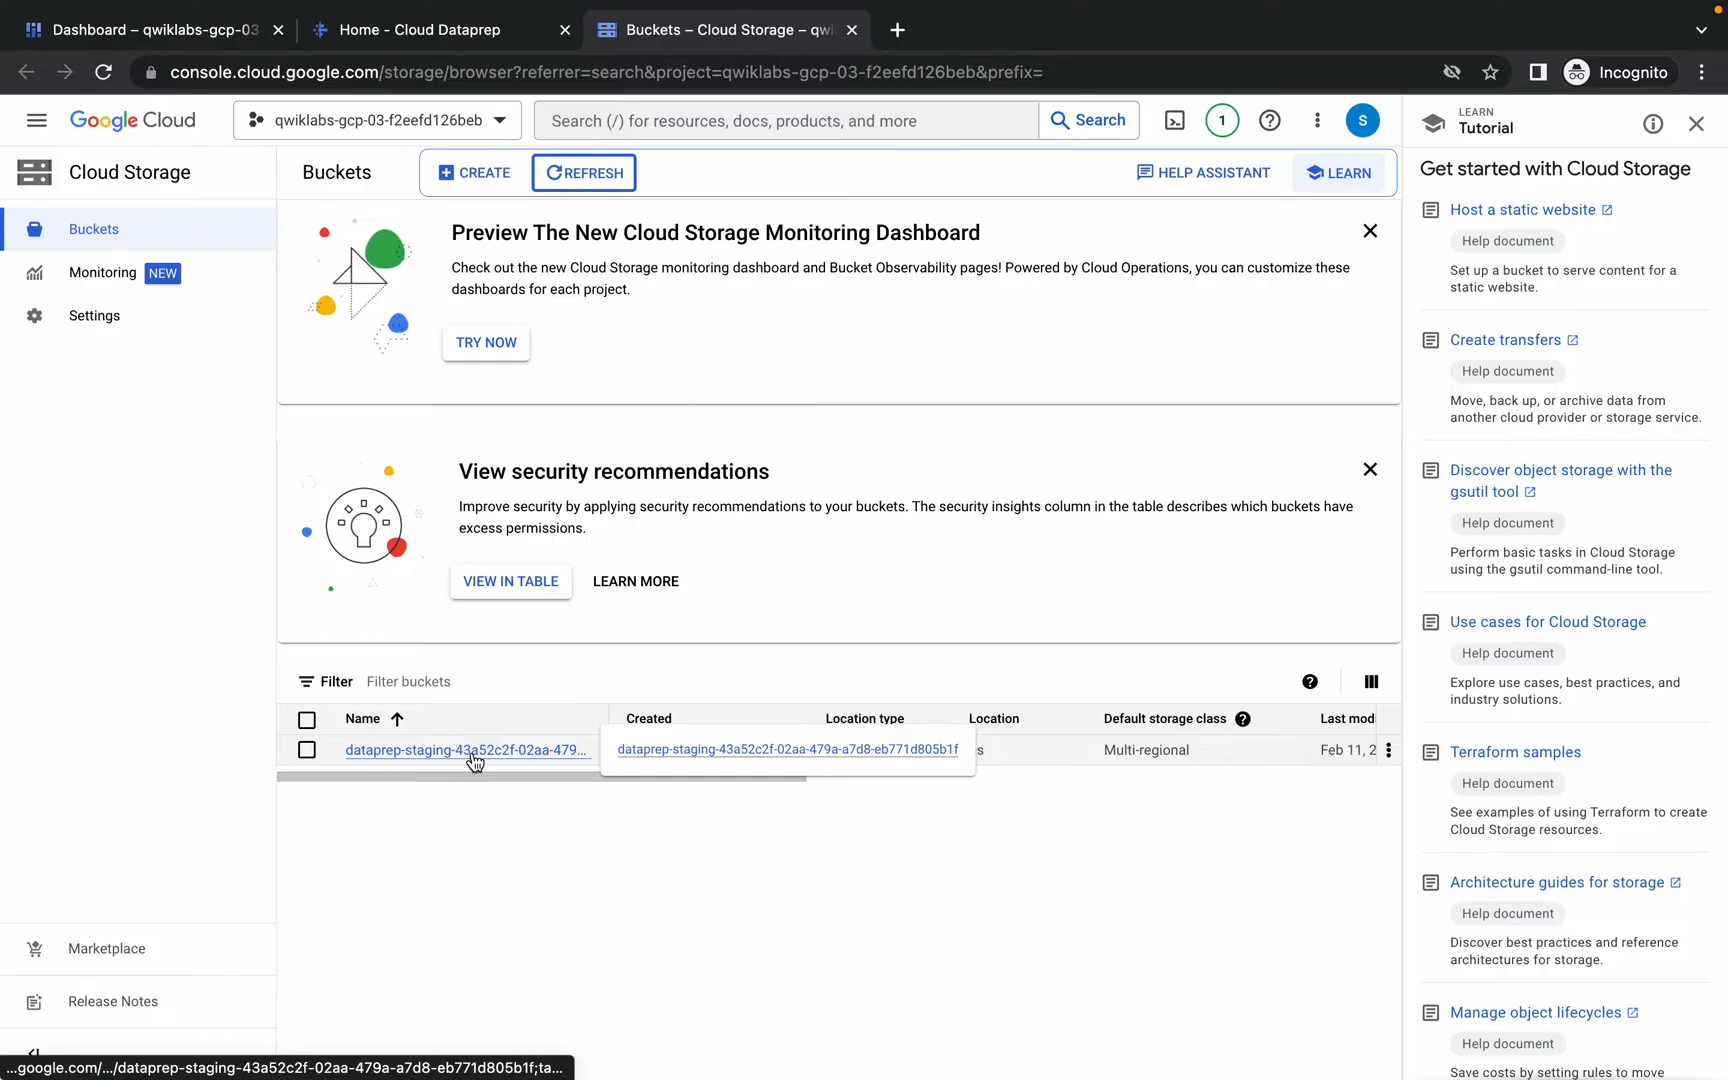 Dashboard – qwiklabs-gcp-03
Home - Cloud Dataprep
Buckets – Cloud Storage – qwi
console.cloud.google.com/storage/browser?referrer=search&project=qwiklabs-gcp-03-f2eefd126beb&prefix=
Incognito
Google Cloud
qwiklabs-gcp-03-f2eefd126beb
Search (/) for resources, docs, products, and more
Search
1
S
LEARN
Tutorial
Cloud Storage
Buckets
Monitoring NEW
Settings
Marketplace
Release Notes
Buckets
CREATE
REFRESH
HELP ASSISTANT
LEARN
Preview The New Cloud Storage Monitoring Dashboard
Check out the new Cloud Storage monitoring dashboard and Bucket Observability pages! Powered by Cloud Operations, you can customize these
dashboards for each project.
TRY NOW
View security recommendations
Improve security by applying security recommendations to your buckets. The security insights column in the table describes which buckets have
excess permissions.
VIEW IN TABLE
LEARN MORE
Filter
Filter buckets
Name Created Location type Location Default storage class Last modi
dataprep-staging-43a52c2f-02aa-479... dataprep-staging-43a52c2f-02aa-479a-a7d8-eb771d805b1f s Multi-regional Feb 11, 2
Get started with Cloud Storage
Host a static website
Help document
Set up a bucket to serve content for a
static website.
Create transfers
Help document
Move, back up, or archive data from
another cloud provider or storage service.
Discover object storage with the
gsutil tool
Help document
Perform basic tasks in Cloud Storage
using the gsutil command-line tool.
Use cases for Cloud Storage
Help document
Explore use cases, best practices, and
industry solutions.
Terraform samples
Help document
See examples of using Terraform to create
Cloud Storage resources.
Architecture guides for storage
Help document
Discover best practices and reference
architectures for storage.
Manage object lifecycles
Help document
Save costs by setting rules to move
...google.com/.../dataprep-staging-43a52c2f-02aa-479a-a7d8-eb771d805b1f;ta...